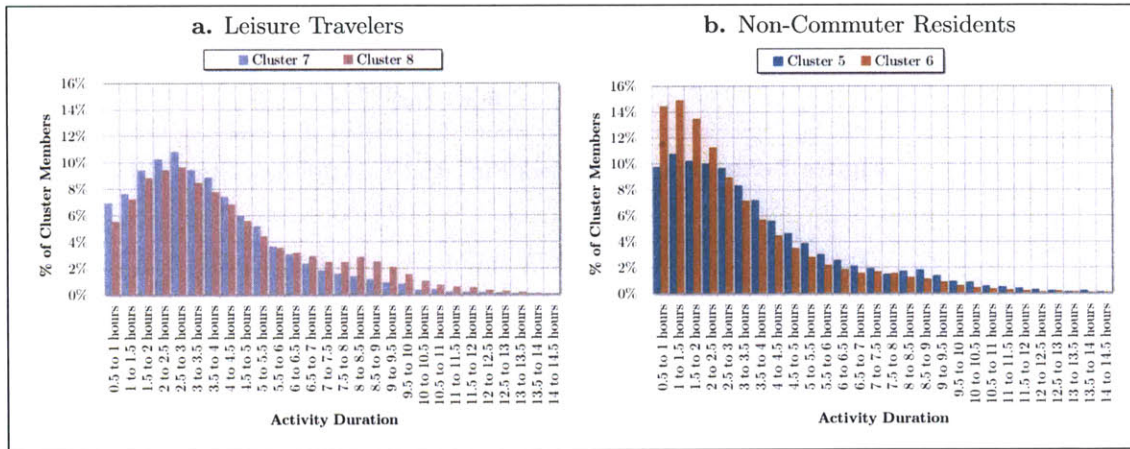 a. Leisure Travelers
Cluster 7
Cluster 8
16%
14%
12%
10%
8%
6%
4%
2%
0%
% of Cluster Members
0.5 to 1 hours
1 to 1.5 hours
1.5 to 2 hours
2 to 2.5 hours
2.5 to 3 hours
3 to 3.5 hours
3.5 to 4 hours
4 to 4.5 hours
4.5 to 5 hours
5 to 5.5 hours
5.5 to 6 hours
6 to 6.5 hours
6.5 to 7 hours
7 to 7.5 hours
7.5 to 8 hours
8 to 8.5 hours
8.5 to 9 hours
9 to 9.5 hours
9.5 to 10 hours
10 to 10.5 hours
10.5 to 11 hours
11 to 11.5 hours
11.5 to 12 hours
12 to 12.5 hours
12.5 to 13 hours
13 to 13.5 hours
13.5 to 14 hours
14 to 14.5 hours
Activity Duration
b. Non-Commuter Residents
Cluster 5
Cluster 6
16%
14%
12%
10%
8%
6%
4%
2%
0%
% of Cluster Members
0.5 to 1 hours
1 to 1.5 hours
1.5 to 2 hours
2 to 2.5 hours
2.5 to 3 hours
3 to 3.5 hours
3.5 to 4 hours
4 to 4.5 hours
4.5 to 5 hours
5 to 5.5 hours
5.5 to 6 hours
6 to 6.5 hours
6.5 to 7 hours
7 to 7.5 hours
7.5 to 8 hours
8 to 8.5 hours
8.5 to 9 hours
9 to 9.5 hours
9.5 to 10 hours
10 to 10.5 hours
10.5 to 11 hours
11 to 11.5 hours
11.5 to 12 hours
12 to 12.5 hours
12.5 to 13 hours
13 to 13.5 hours
13.5 to 14 hours
14 to 14.5 hours
Activity Duration